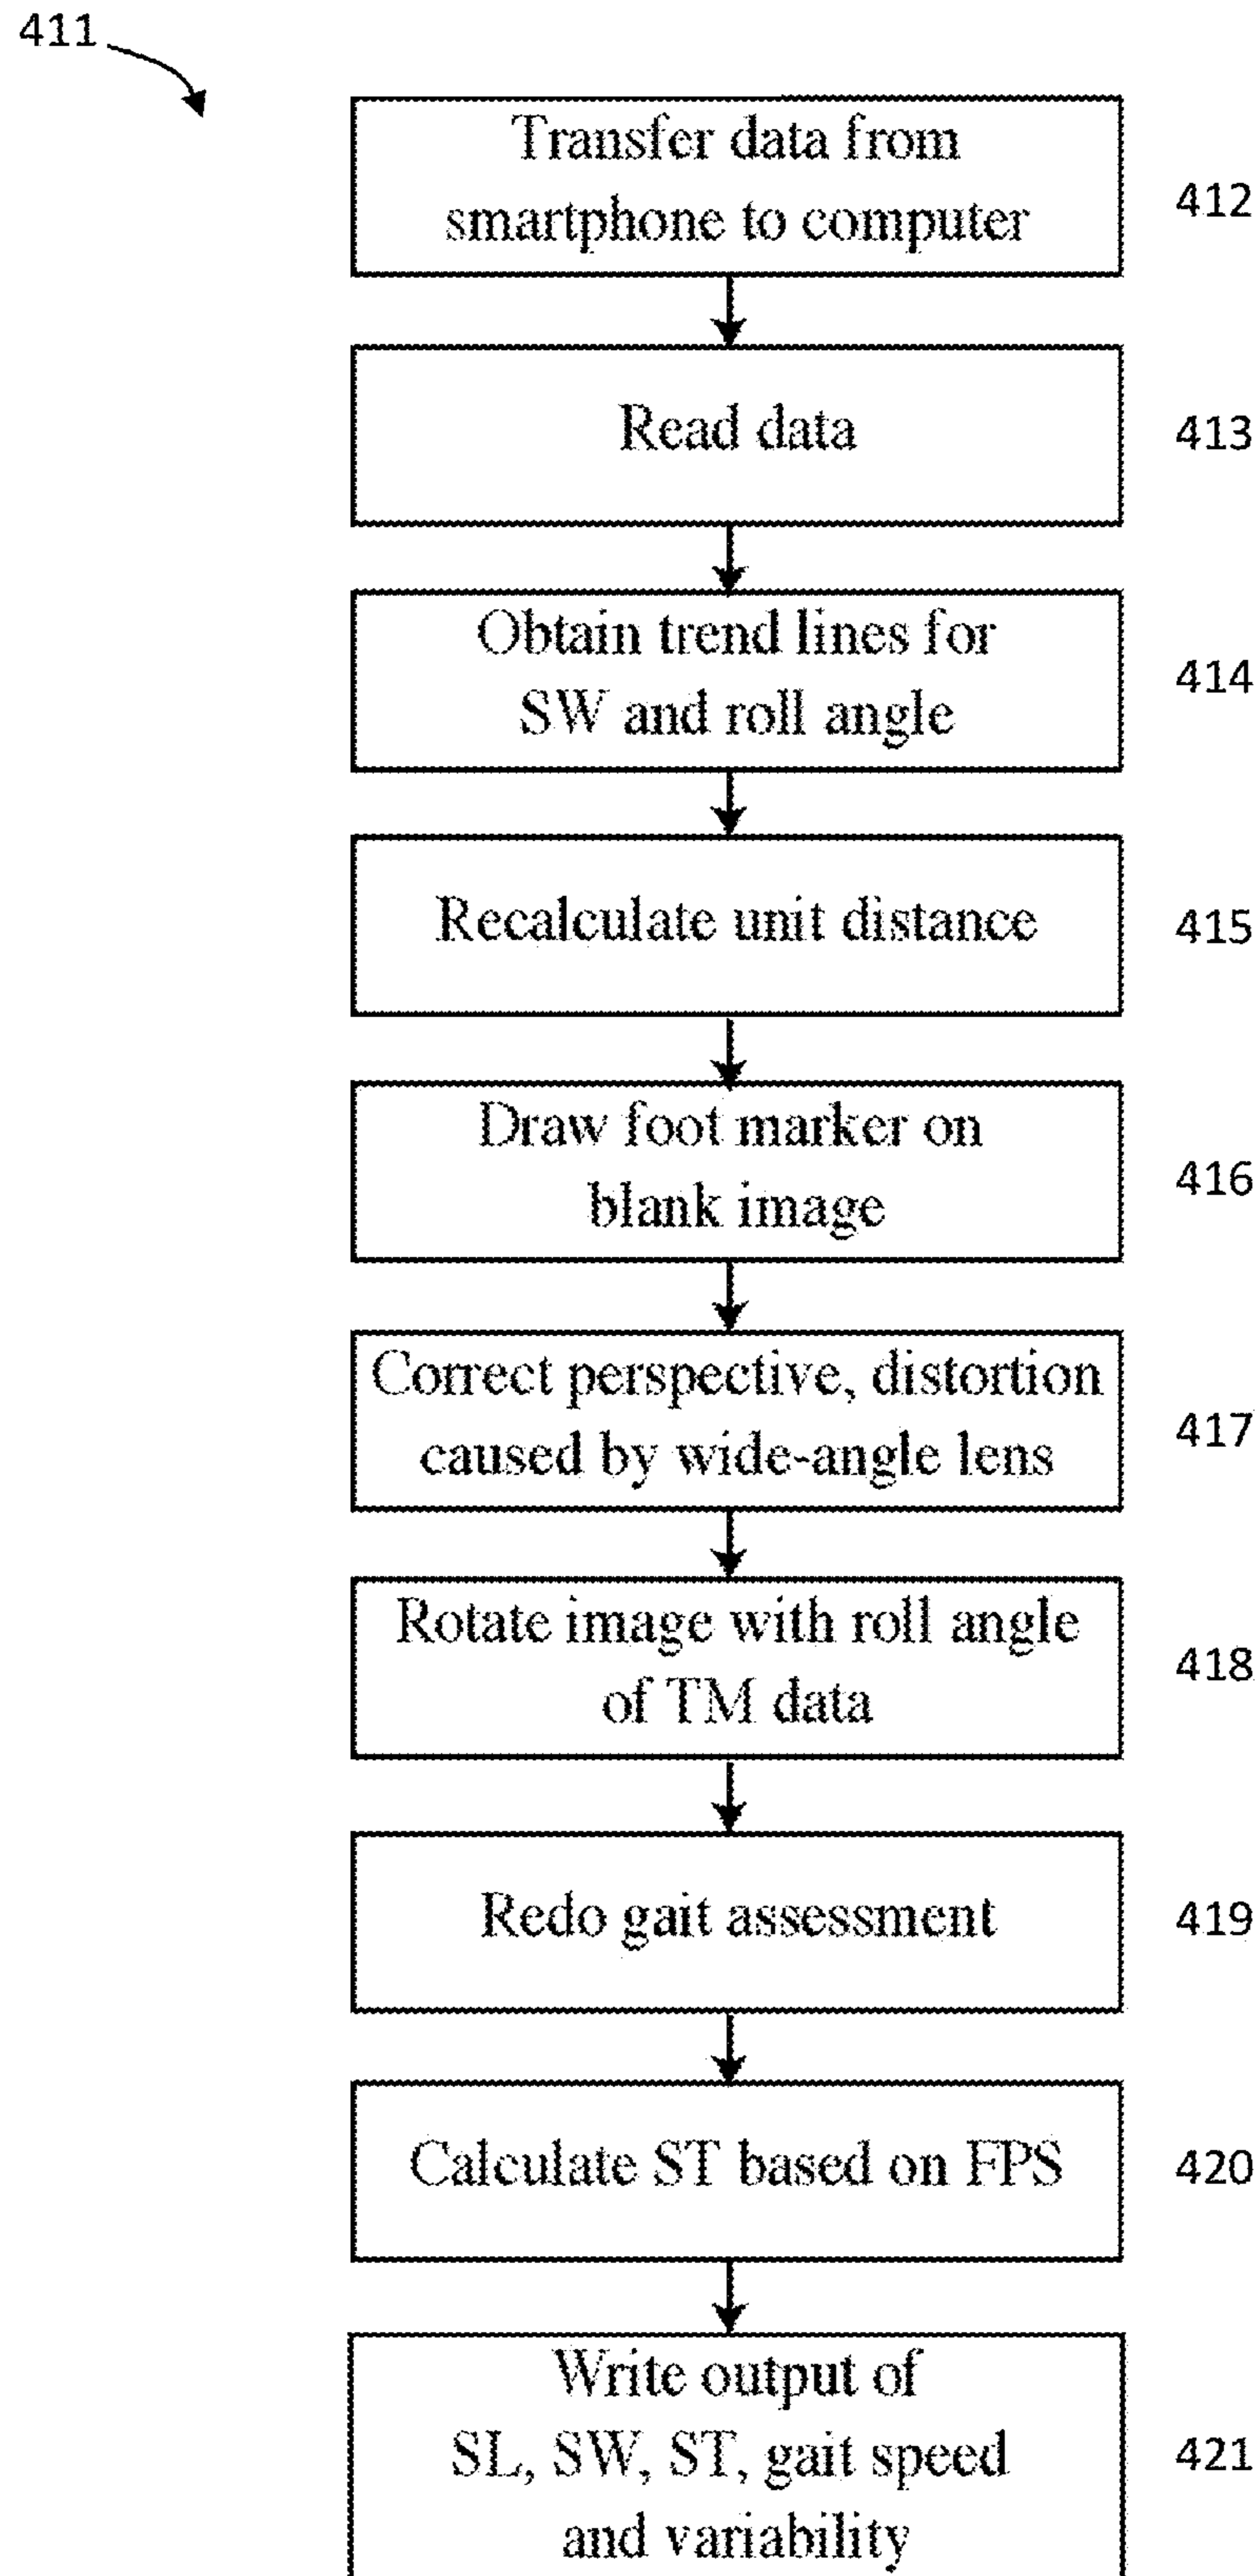 411
Transfer data from
smartphone to computer
412
Read data
413
Obtain trend lines for
SW and roll angle
414
Recalculate unit distance
415
Draw foot marker on
blank image
416
Correct perspective, distortion
caused by wide-angle lens
417
Rotate image with roll angle
of TM data
418
Redo gait assessment
419
Calculate ST based on FPS
420
Write output of
SL, SW, ST, gait speed
and variability
421